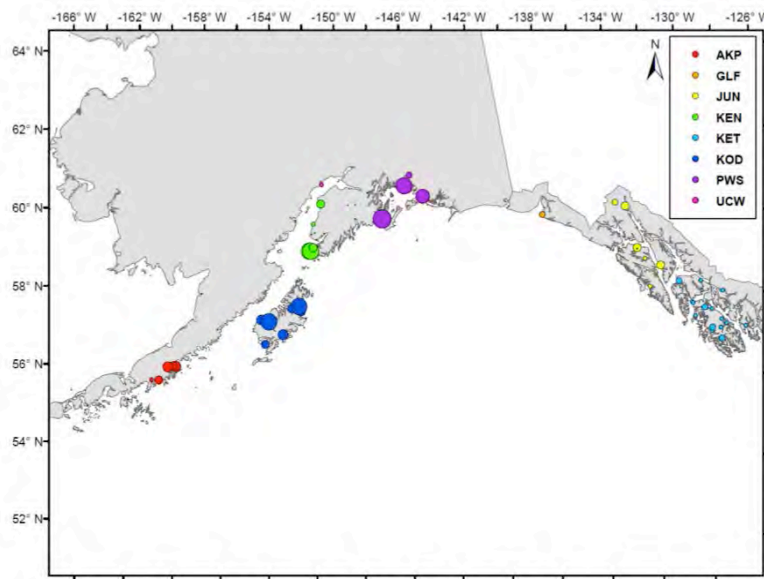 -166° W -162° W -158° W -154° W -150° W -146° W -142° W -138° W -134° W -130° W -126° W
64° N
62° N
60° N
58° N
56° N
54° N
52° N
N
AKP
GLF
JUN
KEN
KET
KOD
PWS
UCW